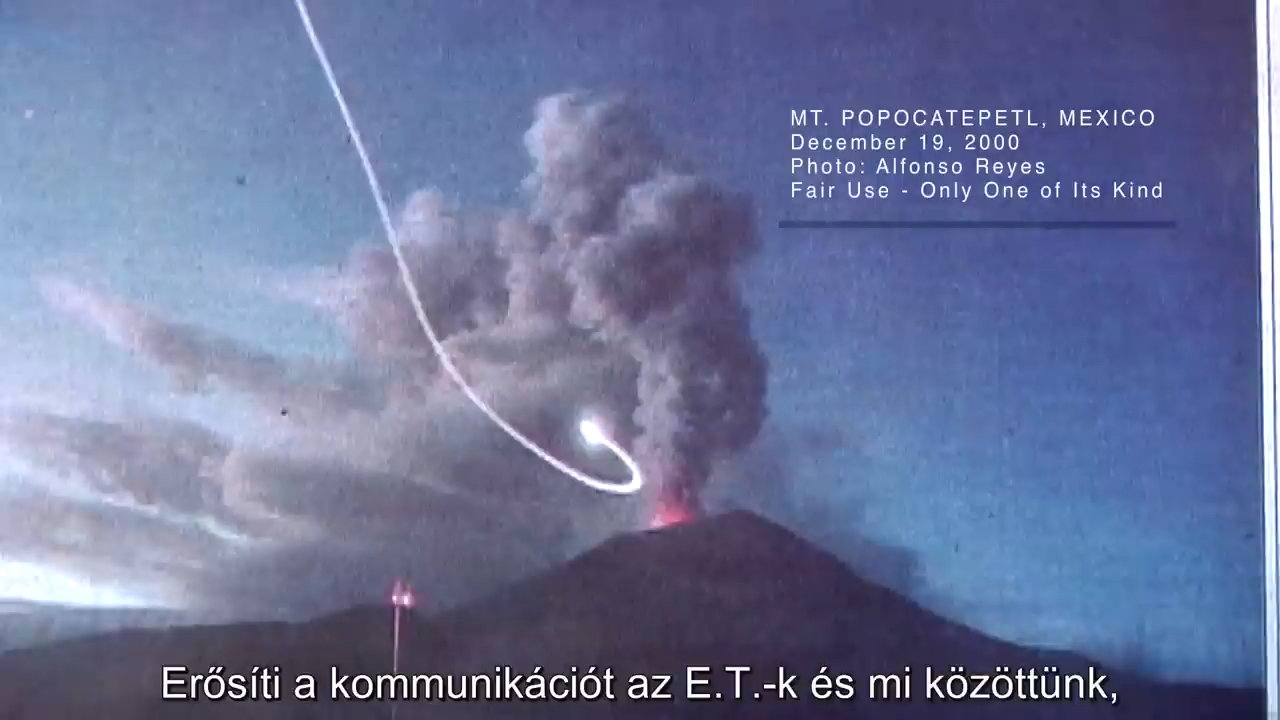 MT. POPOCATEPETL, MEXICO
December 19, 2000
Photo: Alfonso Reyes
Fair Use - Only One of Its Kind
Erősíti a kommunikációt az E.T.-k és mi közöttünk,